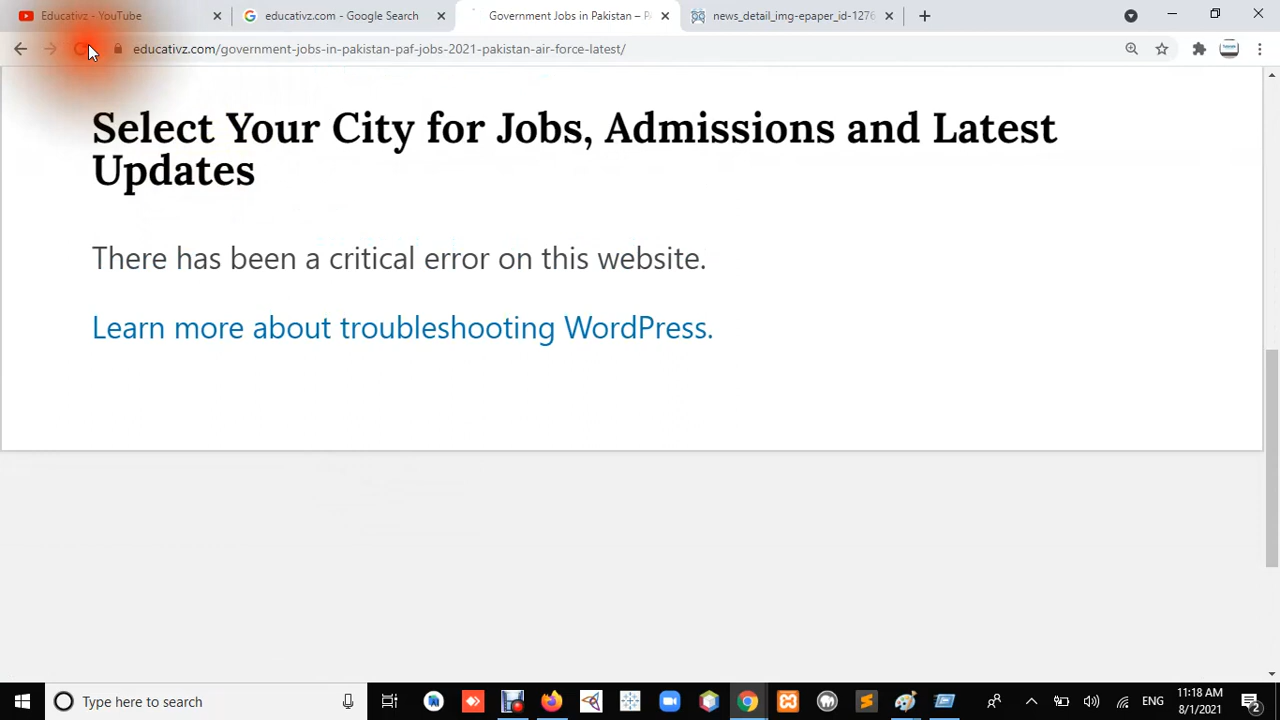 Educativz - YouTube
educativz.com - Google Search
Government Jobs in Pakistan – P
news_detail_img-epaper_id-1276
educativz.com/government-jobs-in-pakistan-paf-jobs-2021-pakistan-air-force-latest/
Select Your City for Jobs, Admissions and Latest
Updates
There has been a critical error on this website.
Learn more about troubleshooting WordPress.
Type here to search
ENG
11:18 AM
8/1/2021
2